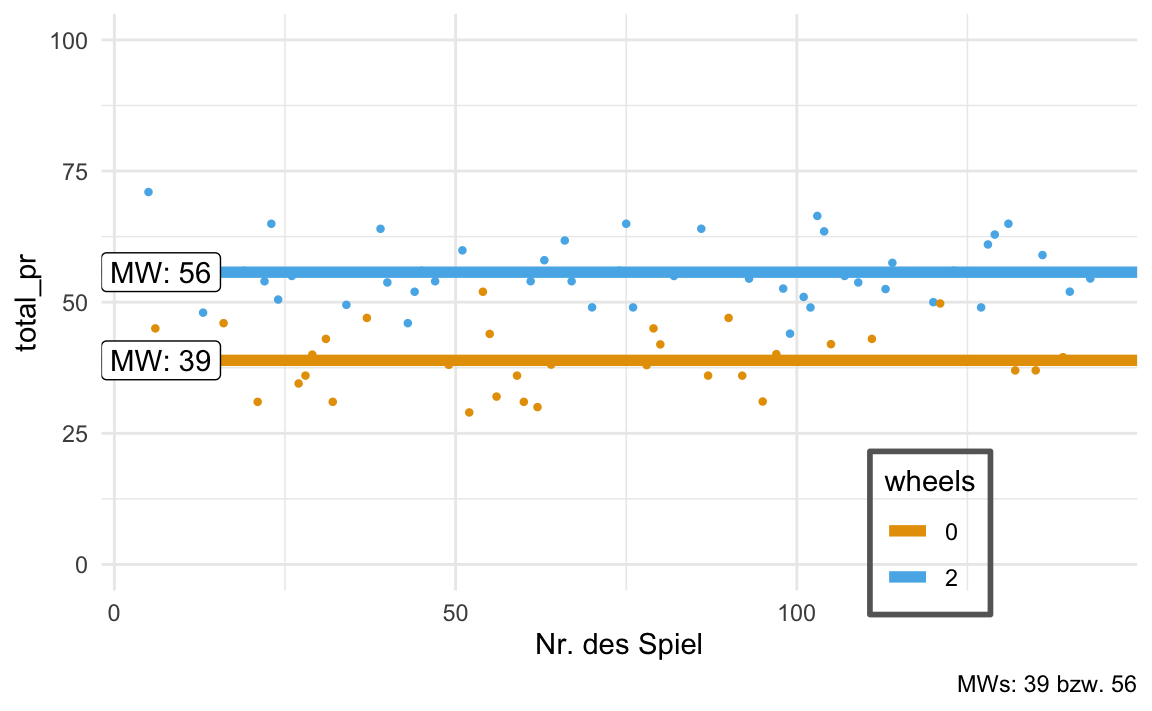 100
75
50
25
0
total_pr
MW: 56
MW: 39
wheels
0
2
0 50 100
Nr. des Spiel
MWs: 39 bzw. 56